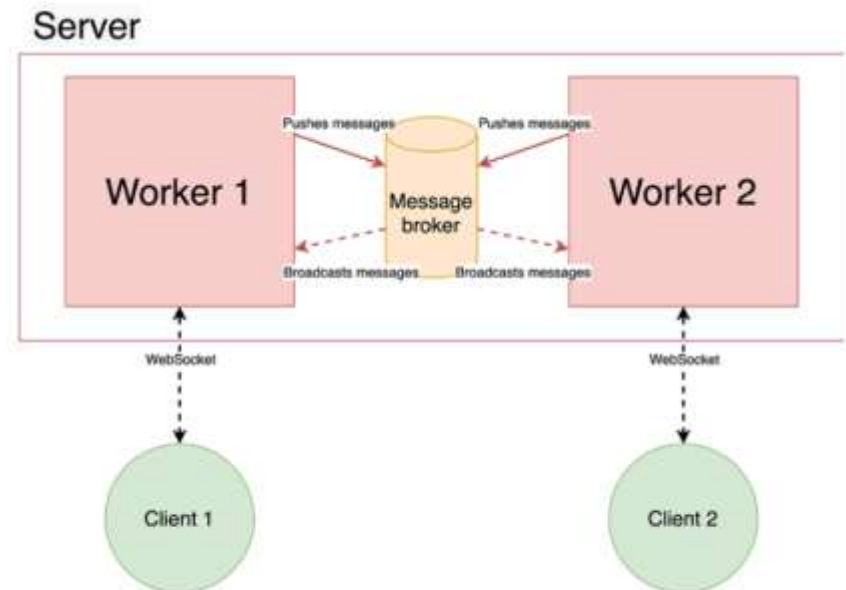 Server
Pushes messages
Pushes messages
Worker 1
Message
broker
Worker 2
Broadcasts messages
Broadcasts messages
WebSocket
WebSocket
Client 1
Client 2